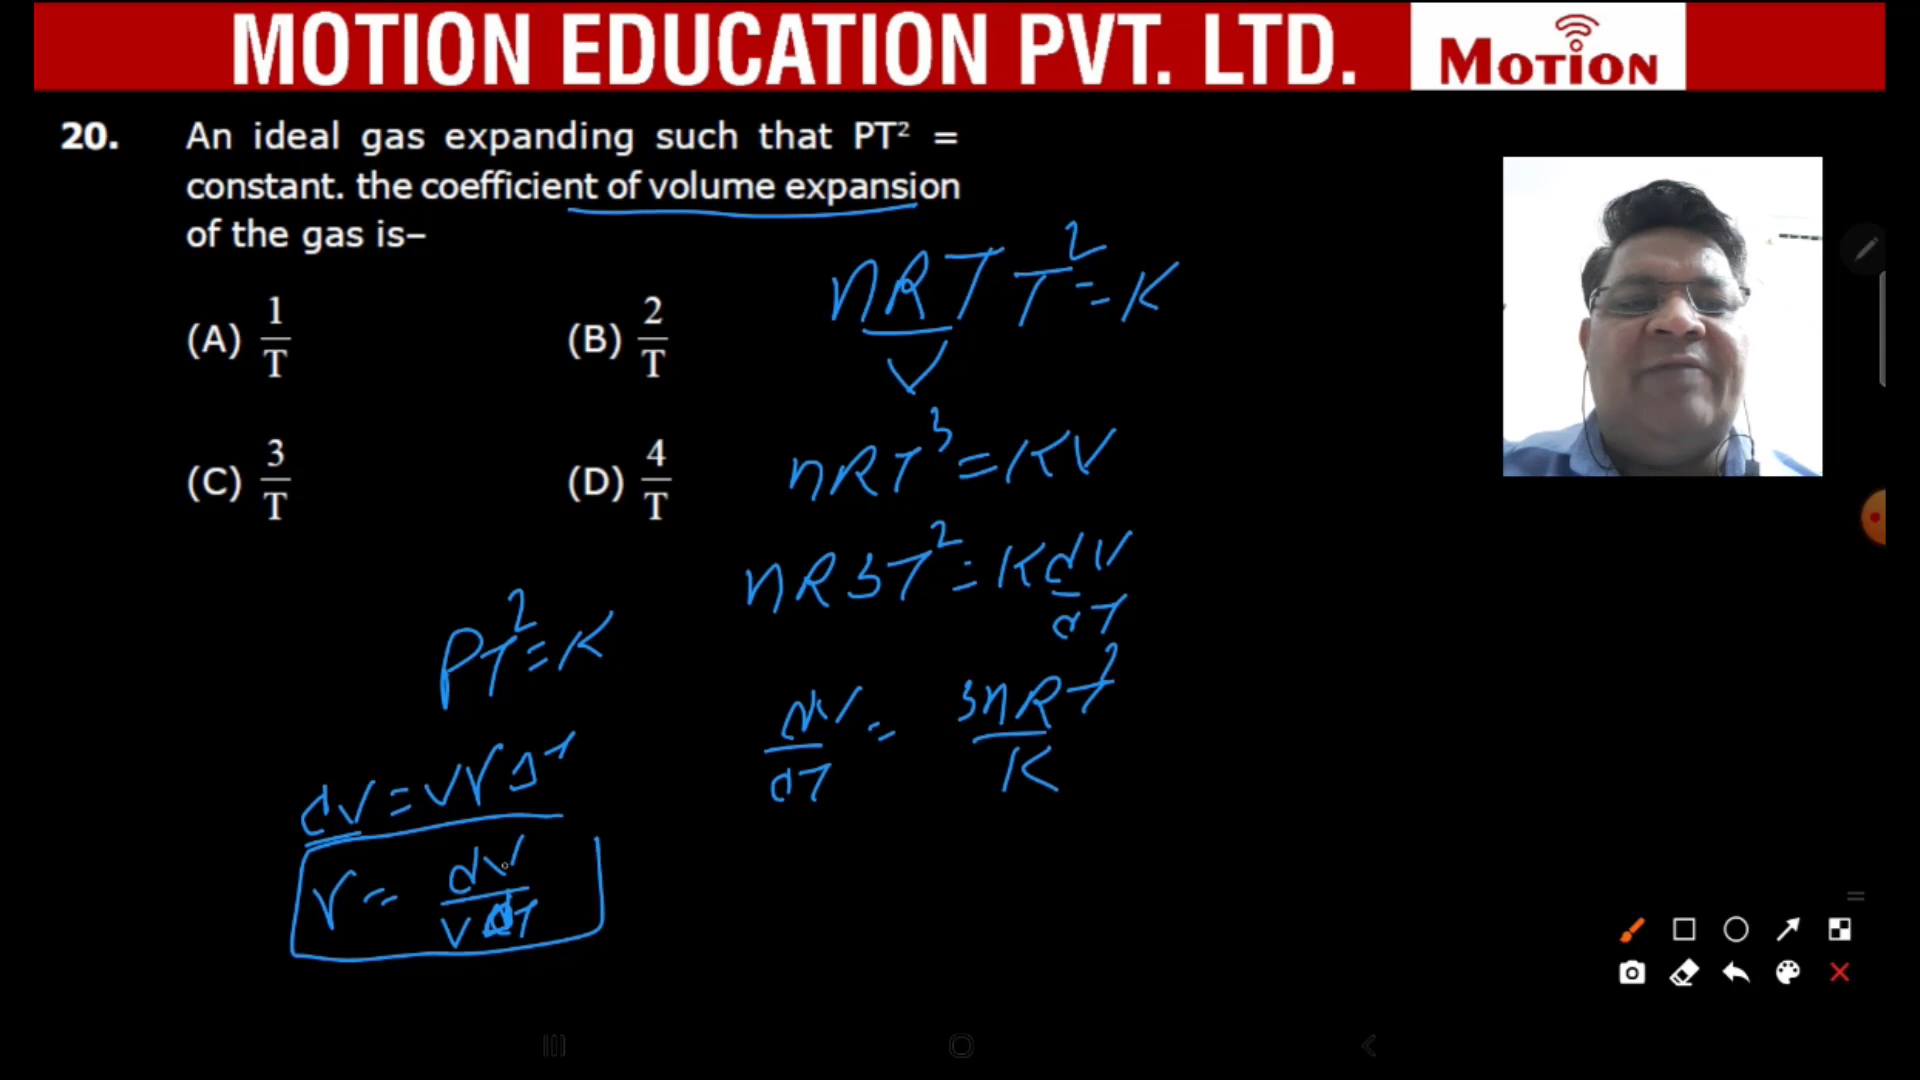 MOTION EDUCATION PVT. LTD.
MOTION
20. An ideal gas expanding such that PT² =
constant. the coefficient of volume expansion
of the gas is–
(A) 1/T (B) 2/T
(C) 3/T (D) 4/T
nRT/V T² = K
nRT³ = KV
nR3T² = K dV/dT
dV/dT = 3nRT²/K
PT² = K
dV = VγΔT
γ = dV/VdT